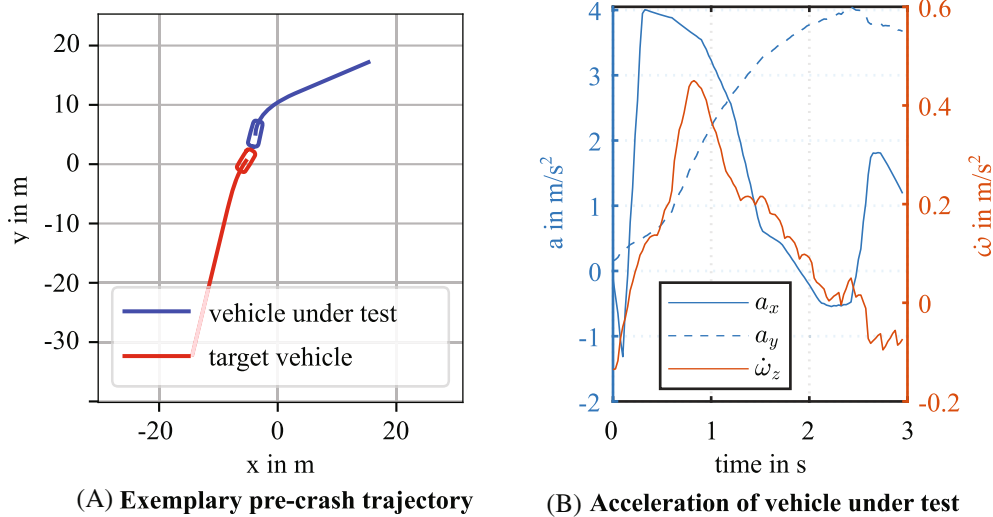 20
10
0
-10
-20
-30
y in m
-20
0
20
x in m
vehicle under test
target vehicle
(A) Exemplary pre-crash trajectory
4
3
2
1
0
-1
-2
a in m/s²
0.6
0.4
0.2
0
-0.2
ω̇ in m/s²
0
1
2
3
time in s
aₓ
a_y
ω̇_z
(B) Acceleration of vehicle under test